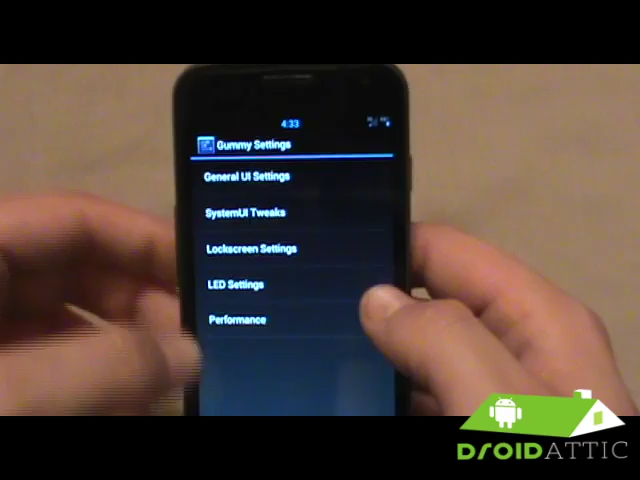 4:33
Gummy Settings
General UI Settings
SystemUI Tweaks
Lockscreen Settings
LED Settings
Performance
DROIDATTIC